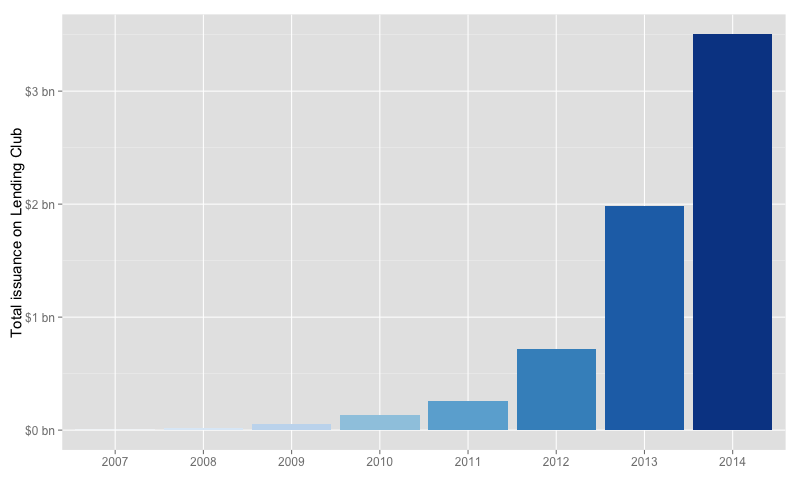 Total issuance on Lending Club
$3 bn
$2 bn
$1 bn
$0 bn
2007 2008 2009 2010 2011 2012 2013 2014